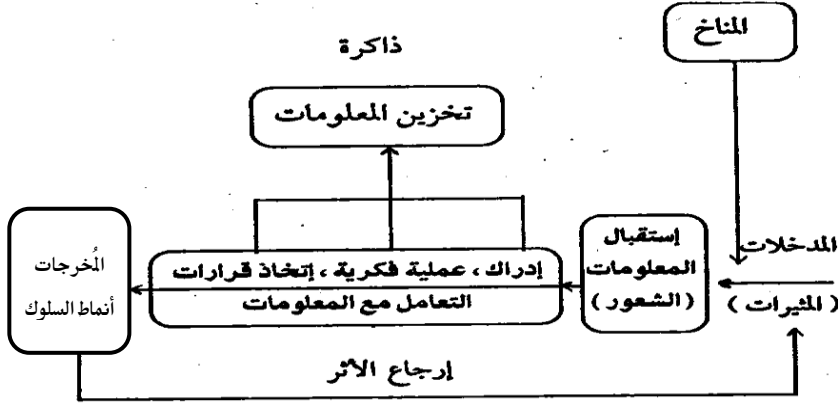 المناخ
ذاكرة
تخزين المعلومات
المدخلات
(المثيرات)
إستقبال
المعلومات
(الشعور)
إدراك، عملية فكرية، إتخاذ قرارات
التعامل مع المعلومات
المُخرجات
أنماط السلوك
إرجاع الأثر